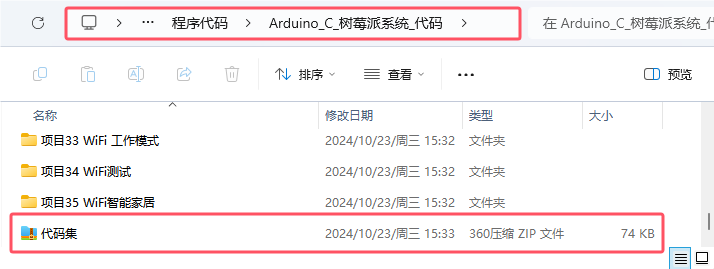 … 程序代码 Arduino_C_树莓派系统_代码 在 Arduino_C_树莓派系统_
排序 查看 … 预览
名称 修改日期 类型 大小
项目33 WiFi 工作模式 2024/10/23/周三 15:32 文件夹
项目34 WiFi测试 2024/10/23/周三 15:32 文件夹
项目35 WiFi智能家居 2024/10/23/周三 15:32 文件夹
代码集 2024/10/23/周三 15:33 360压缩 ZIP 文件 74 KB